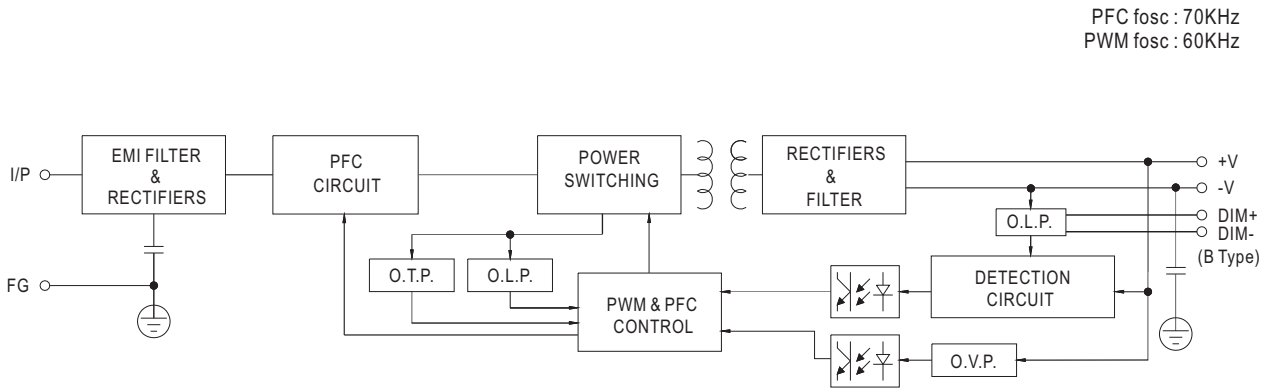 PFC fosc : 70KHz
PWM fosc : 60KHz
I/P
EMI FILTER
&
RECTIFIERS
PFC
CIRCUIT
POWER
SWITCHING
RECTIFIERS
&
FILTER
+V
-V
DIM+
DIM-
(B Type)
O.L.P.
FG
O.T.P.
O.L.P.
PWM & PFC
CONTROL
DETECTION
CIRCUIT
O.V.P.